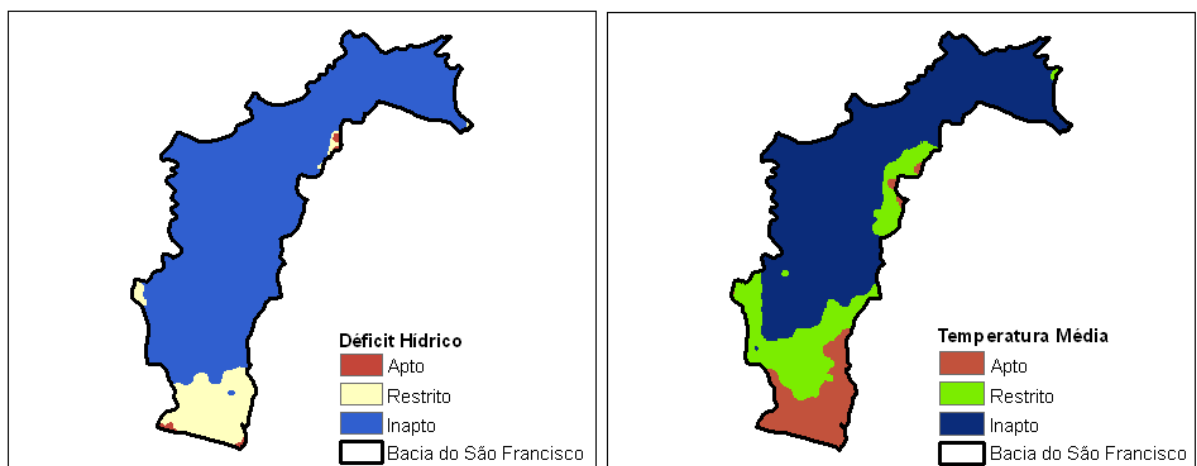 Déficit Hídrico
Apto
Restrito
Inapto
Bacia do São Francisco
Temperatura Média
Apto
Restrito
Inapto
Bacia do São Francisco